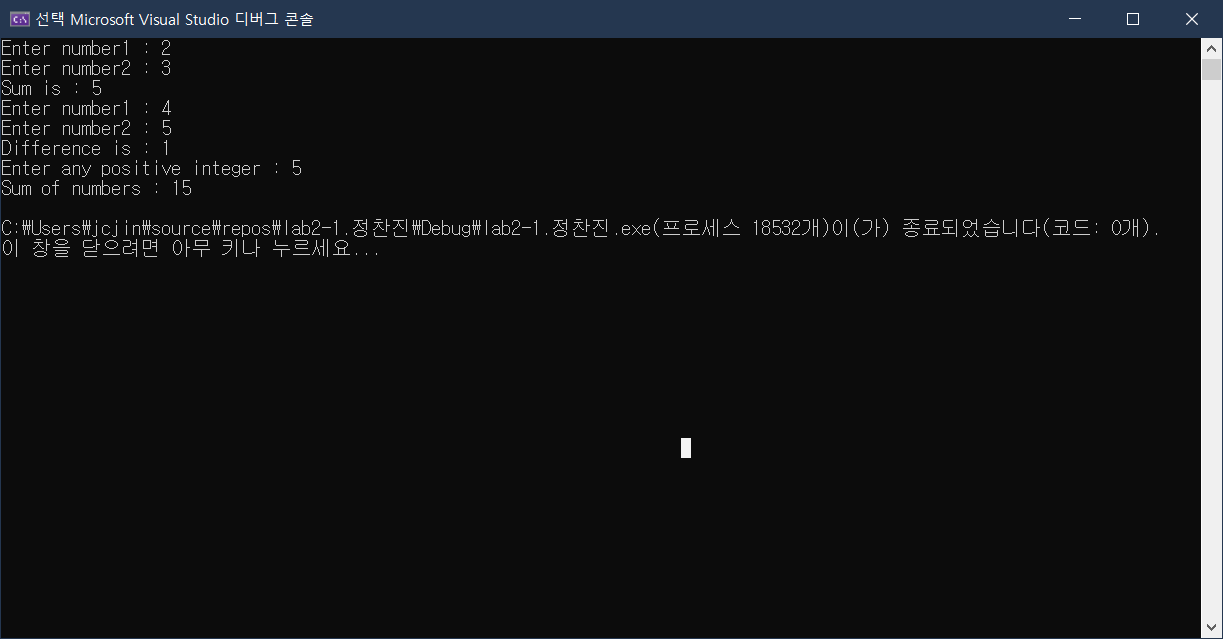 선택 Microsoft Visual Studio 디버그 콘솔
Enter number1 : 2
Enter number2 : 3
Sum is : 5
Enter number1 : 4
Enter number2 : 5
Difference is : 1
Enter any positive integer : 5
Sum of numbers : 15
C:₩Users₩jcjin₩source₩repos₩lab2-1.정찬진₩Debug₩lab2-1.정찬진.exe(프로세스 18532개)이(가) 종료되었습니다(코드: 0개).
이 창을 닫으려면 아무 키나 누르세요...